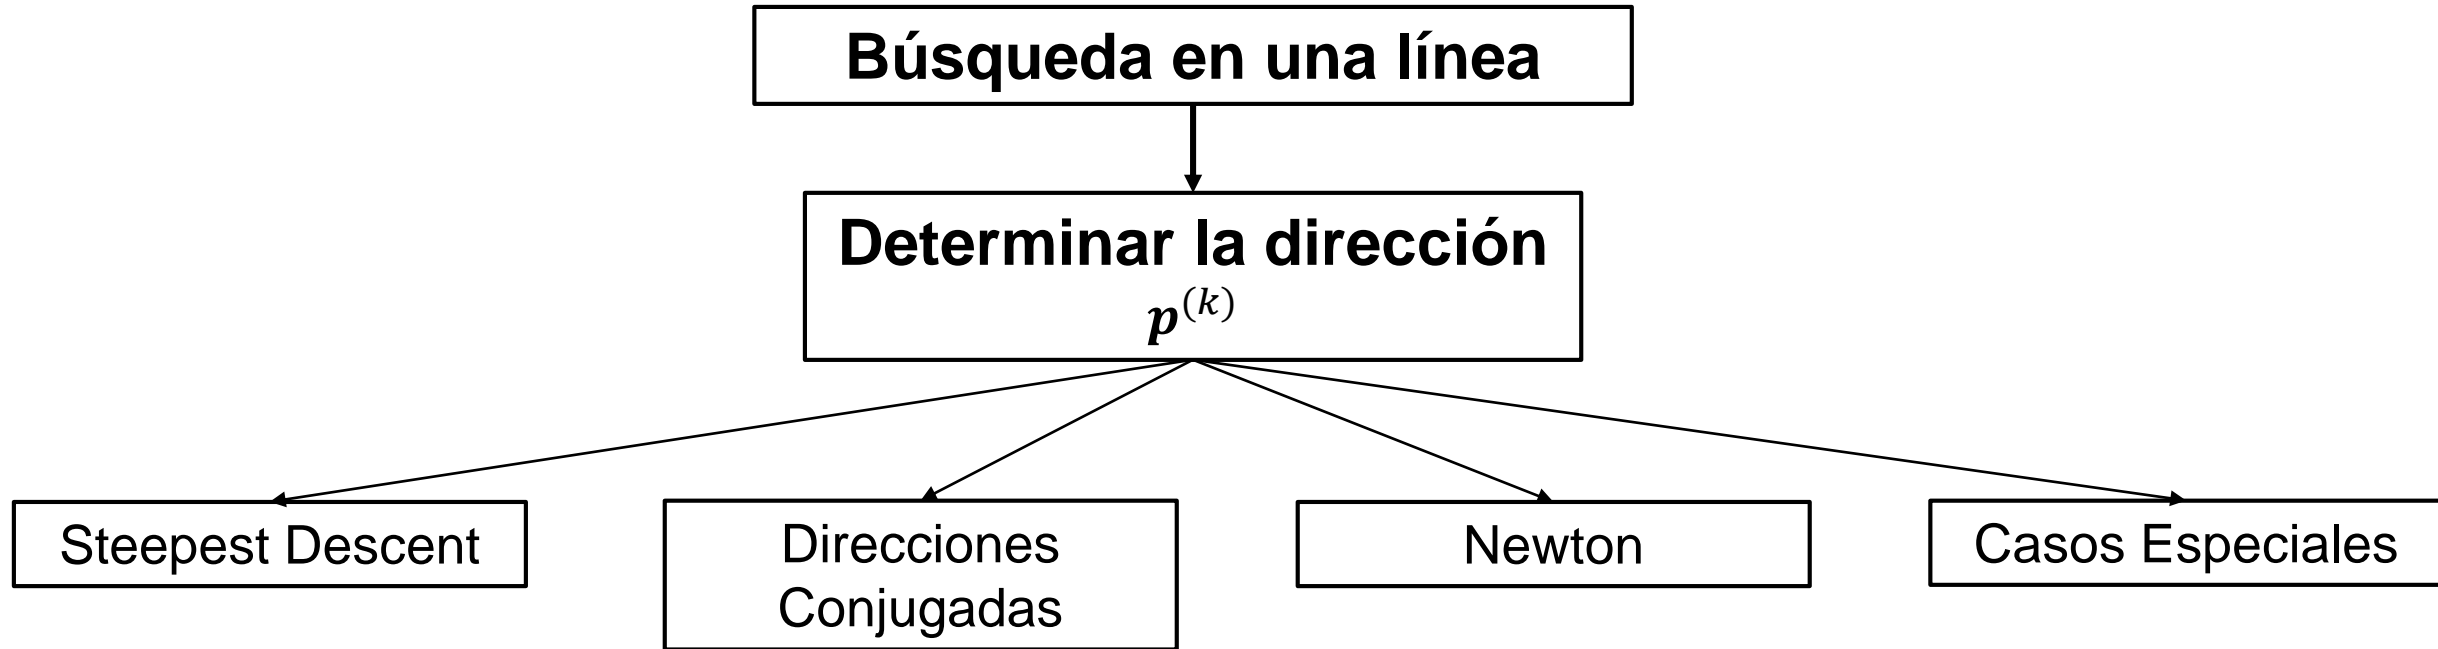 Búsqueda en una línea
Determinar la dirección
p^(k)
Steepest Descent
Direcciones
Conjugadas
Newton
Casos Especiales